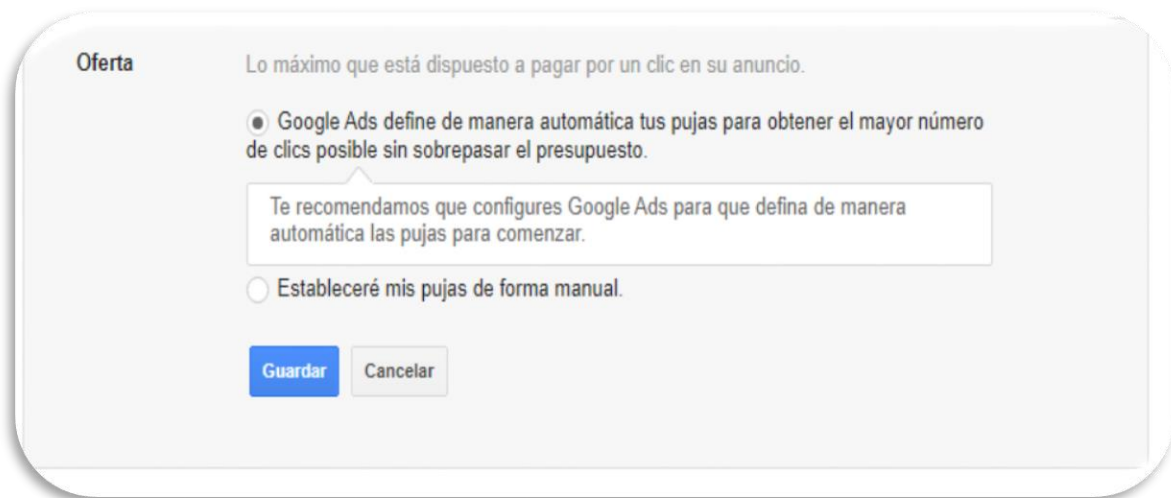 Oferta
Lo máximo que está dispuesto a pagar por un clic en su anuncio.
Google Ads define de manera automática tus pujas para obtener el mayor número
de clics posible sin sobrepasar el presupuesto.
Te recomendamos que configures Google Ads para que defina de manera
automática las pujas para comenzar.
Estableceré mis pujas de forma manual.
Guardar
Cancelar